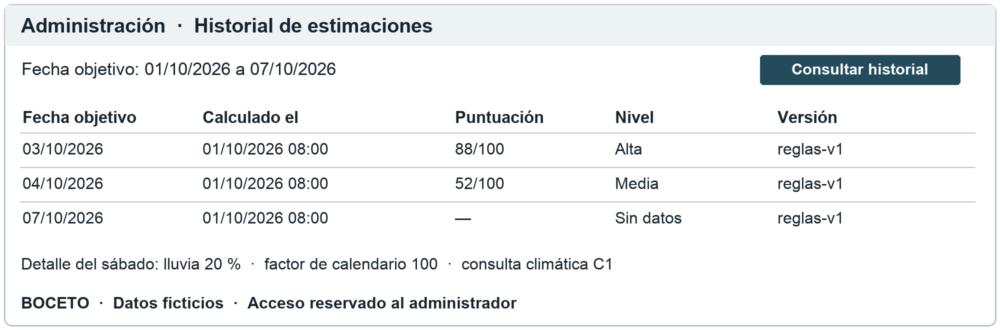 Administración · Historial de estimaciones
Fecha objetivo: 01/10/2026 a 07/10/2026
Consultar historial
Fecha objetivo Calculado el Puntuación Nivel Versión
03/10/2026 01/10/2026 08:00 88/100 Alta reglas-v1
04/10/2026 01/10/2026 08:00 52/100 Media reglas-v1
07/10/2026 01/10/2026 08:00 — Sin datos reglas-v1
Detalle del sábado: lluvia 20 % · factor de calendario 100 · consulta climática C1
BOCETO · Datos ficticios · Acceso reservado al administrador